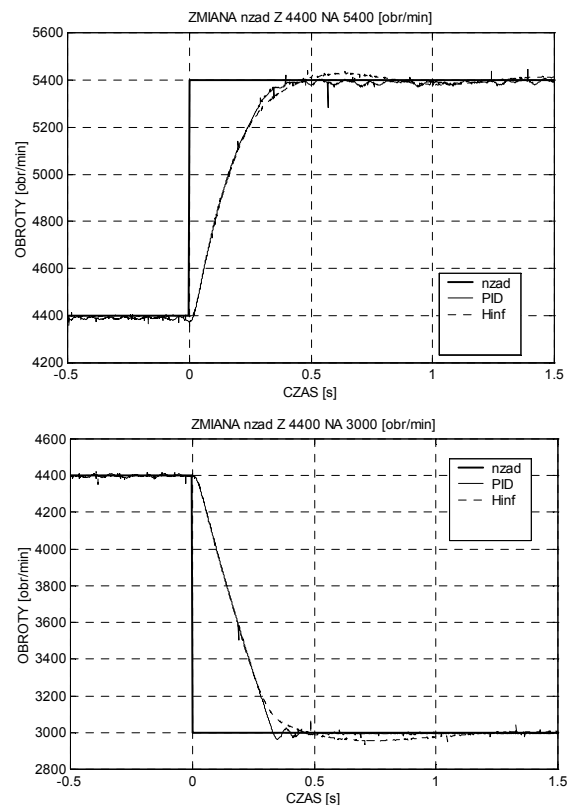 ZMIANA nzad Z 4400 NA 5400 [obr/min]
5600
5400
5200
5000
4800
4600
4400
4200
OBROTY [obr/min]
nzad
PID
Hinf
-0.5
0
0.5
1
1.5
CZAS [s]
ZMIANA nzad Z 4400 NA 3000 [obr/min]
4600
4400
4200
4000
3800
3600
3400
3200
3000
2800
OBROTY [obr/min]
nzad
PID
Hinf
-0.5
0
0.5
1
1.5
CZAS [s]